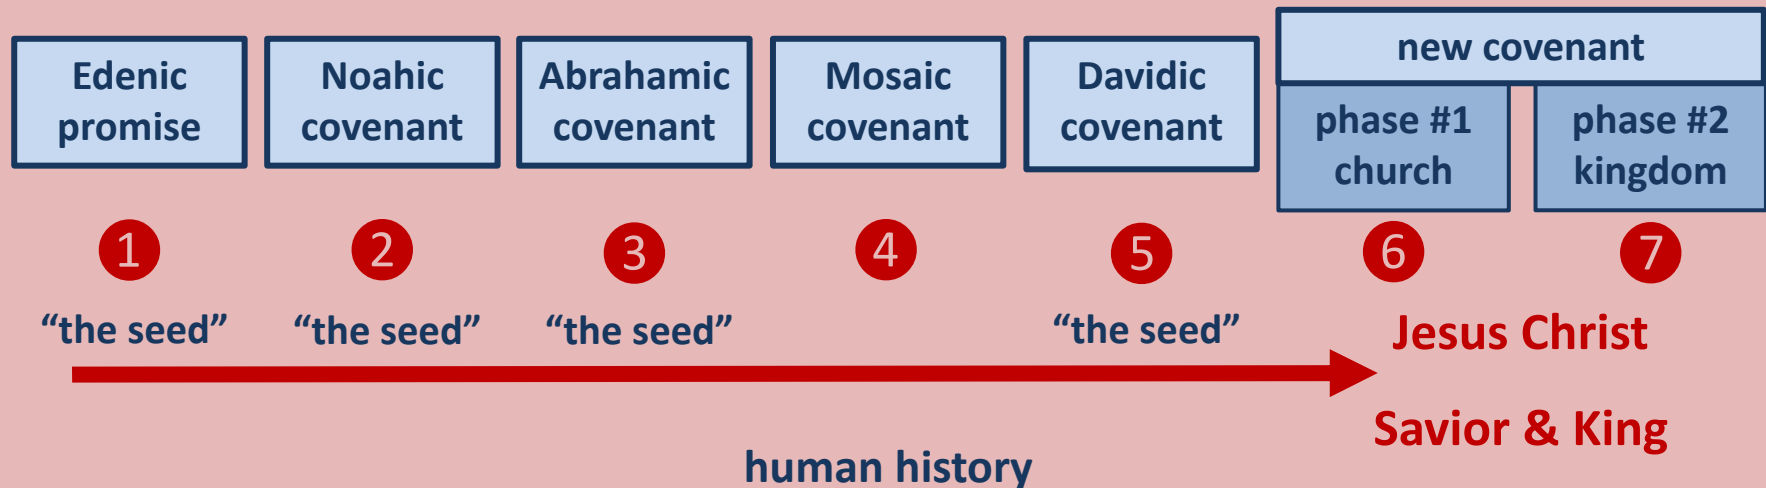 Edenic
promise
Noahic
covenant
Abrahamic
covenant
Mosaic
covenant
Davidic
covenant
new covenant
phase #1
church
phase #2
kingdom
1
2
3
4
5
6
7
“the seed”
“the seed”
“the seed”
“the seed”
Jesus Christ
Savior & King
human history